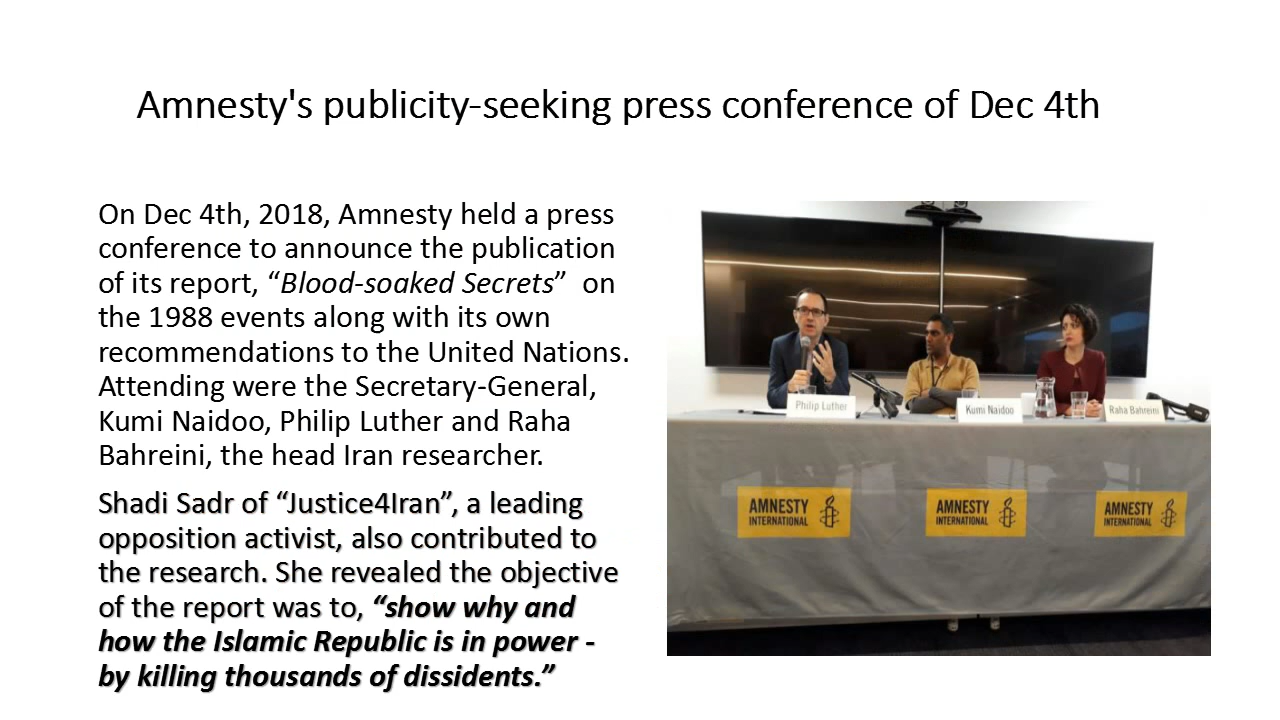 Amnesty's publicity-seeking press conference of Dec 4th
On Dec 4th, 2018, Amnesty held a press
conference to announce the publication
of its report, “Blood-soaked Secrets”  on
the 1988 events along with its own
recommendations to the United Nations.
Attending were the Secretary-General,
Kumi Naidoo, Philip Luther and Raha
Bahreini, the head Iran researcher.
Shadi Sadr of “Justice4Iran”, a leading
opposition activist, also contributed to
the research. She revealed the objective
of the report was to, “show why and
how the Islamic Republic is in power -
by killing thousands of dissidents.”
Philip Luther
Kumi Naidoo
Raha Bahreini
AMNESTY
INTERNATIONAL
AMNESTY
INTERNATIONAL
AMNESTY
INTERNATIONAL